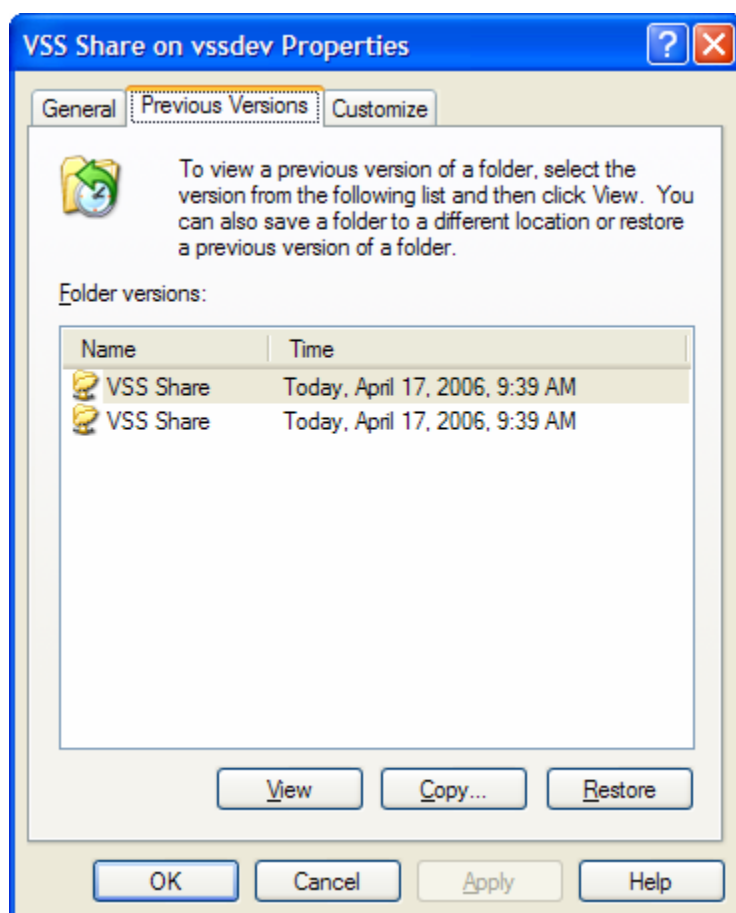 VSS Share on vssdev Properties
General Previous Versions Customize
To view a previous version of a folder, select the
version from the following list and then click View. You
can also save a folder to a different location or restore
a previous version of a folder.
Folder versions:
Name Time
VSS Share Today, April 17, 2006, 9:39 AM
VSS Share Today, April 17, 2006, 9:39 AM
View Copy... Restore
OK Cancel Apply Help